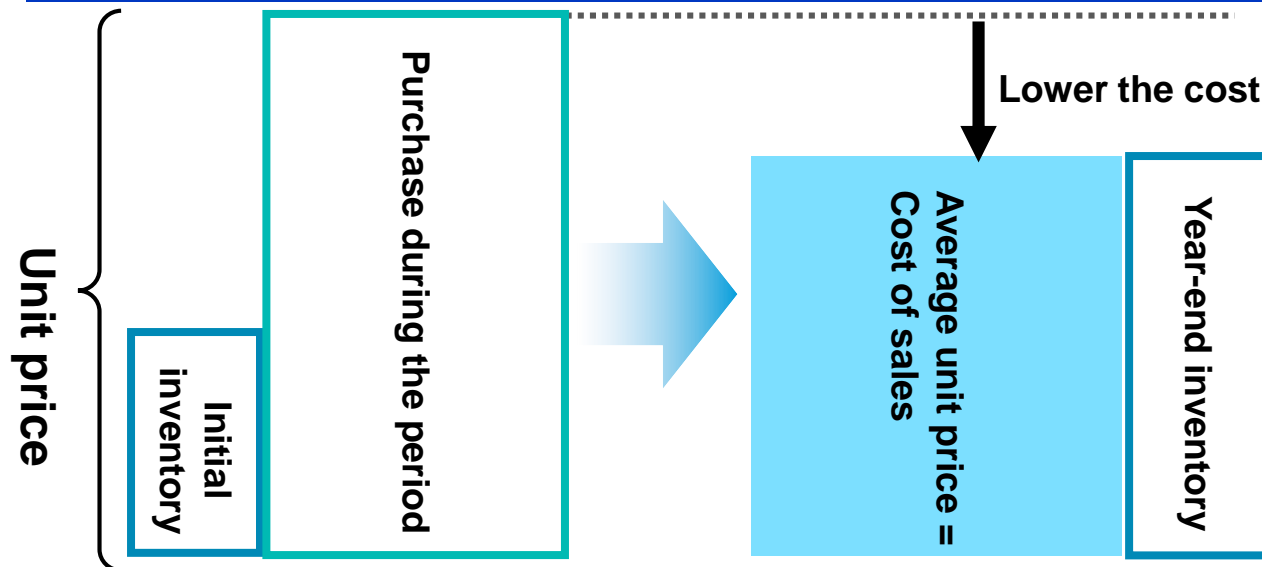 Unit price
Initial
inventory
Purchase during the period
Lower the cost
Average unit price =
Cost of sales
Year-end inventory